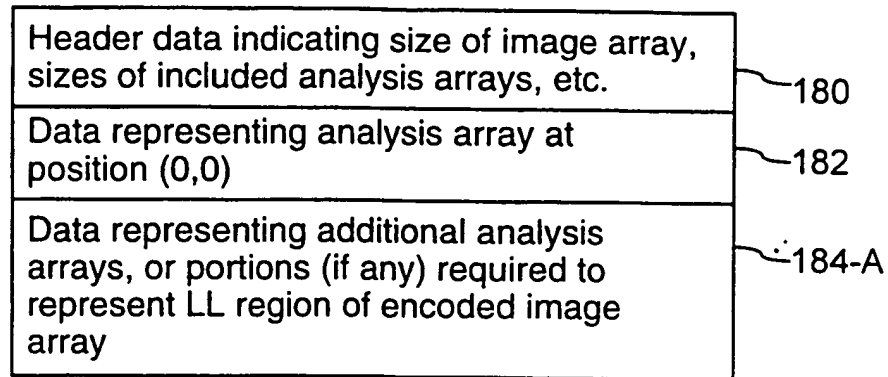 Header data indicating size of image array,
sizes of included analysis arrays, etc.
180
Data representing analysis array at
position (0,0)
182
Data representing additional analysis
arrays, or portions (if any) required to
represent LL region of encoded image
array
184-A